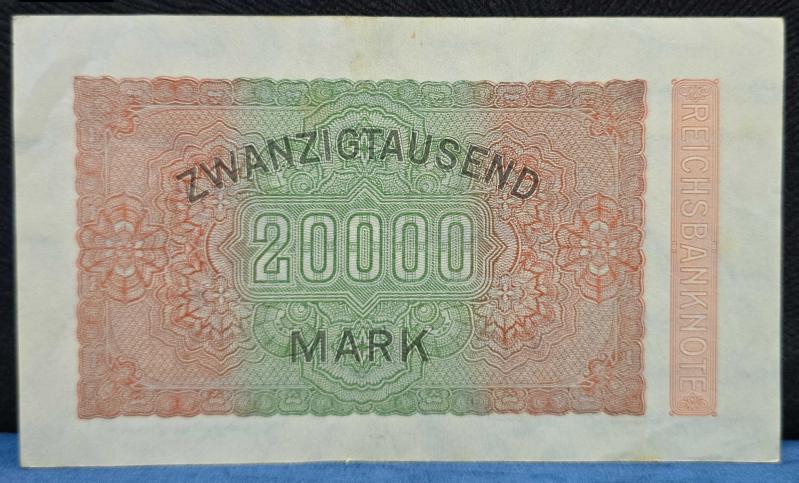 ZWANZIGTAUSEND
20000
MARK
REICHSBANKNOTE